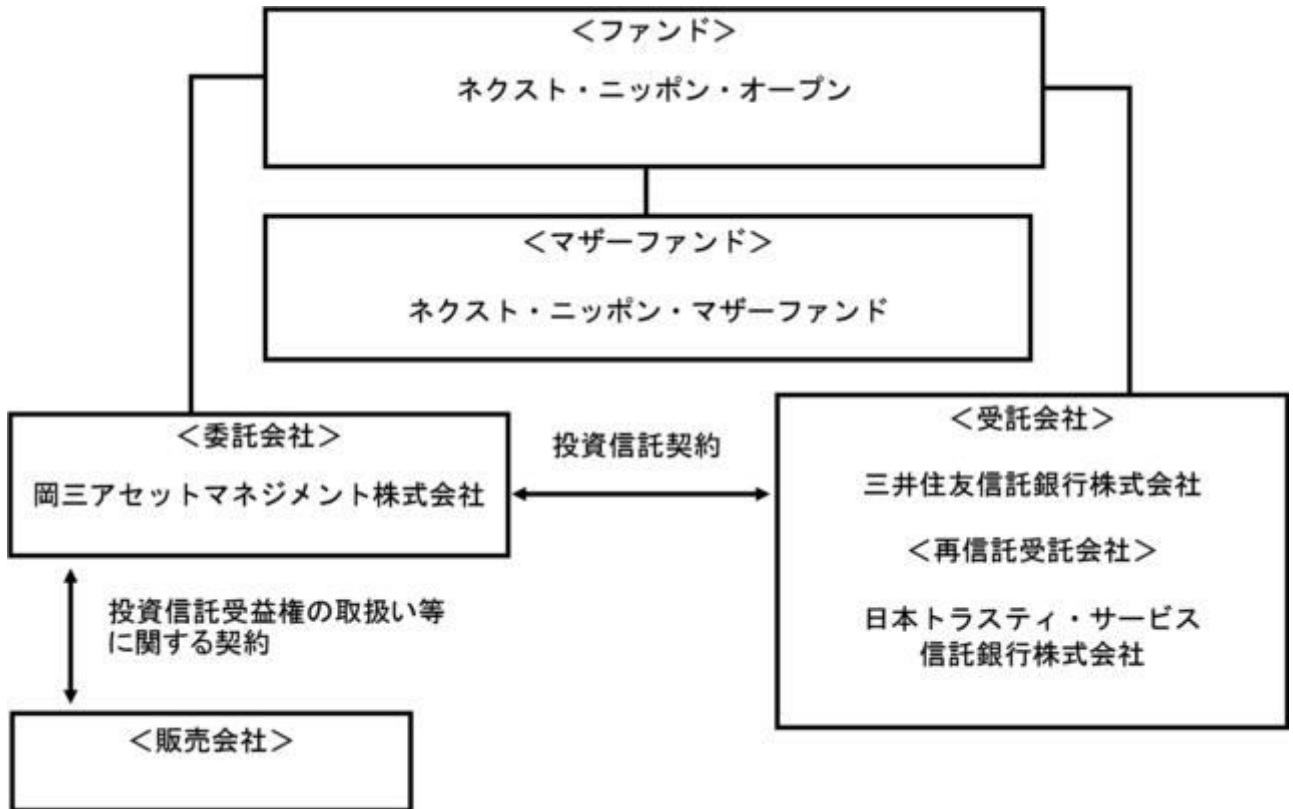 ＜ファンド＞
ネクスト・ニッポン・オープン
＜マザーファンド＞
ネクスト・ニッポン・マザーファンド
＜委託会社＞
岡三アセットマネジメント株式会社
投資信託契約
＜受託会社＞
三井住友信託銀行株式会社
＜再信託受託会社＞
日本トラスティ・サービス
信託銀行株式会社
投資信託受益権の取扱い等
に関する契約
＜販売会社＞